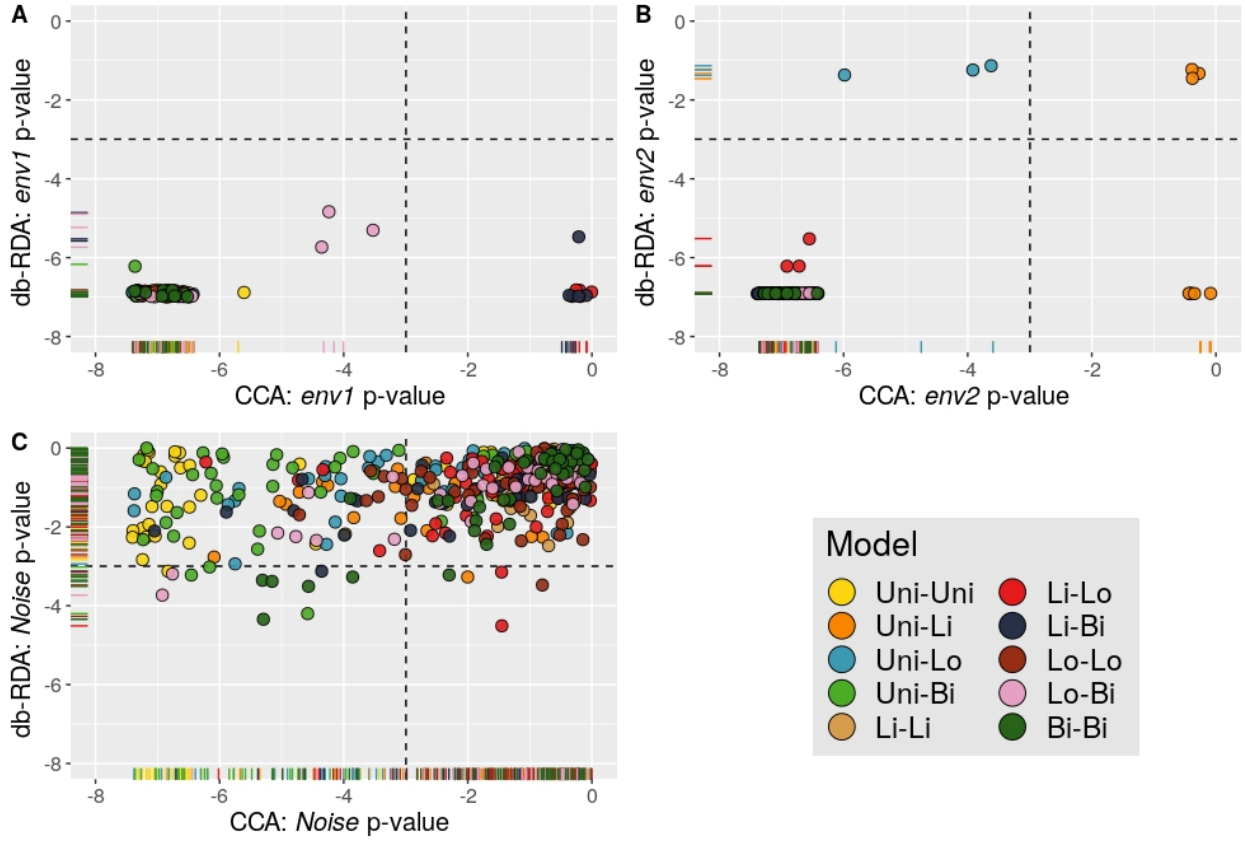 A
db-RDA: env1 p-value
0
-2
-4
-6
-8
-8 -6 -4 -2 0
CCA: env1 p-value
B
db-RDA: env2 p-value
0
-2
-4
-6
-8
-8 -6 -4 -2 0
CCA: env2 p-value
C
db-RDA: Noise p-value
0
-2
-4
-6
-8
-8 -6 -4 -2 0
CCA: Noise p-value
Model
Uni-Uni Li-Lo
Uni-Li Li-Bi
Uni-Lo Lo-Lo
Uni-Bi Lo-Bi
Li-Li Bi-Bi